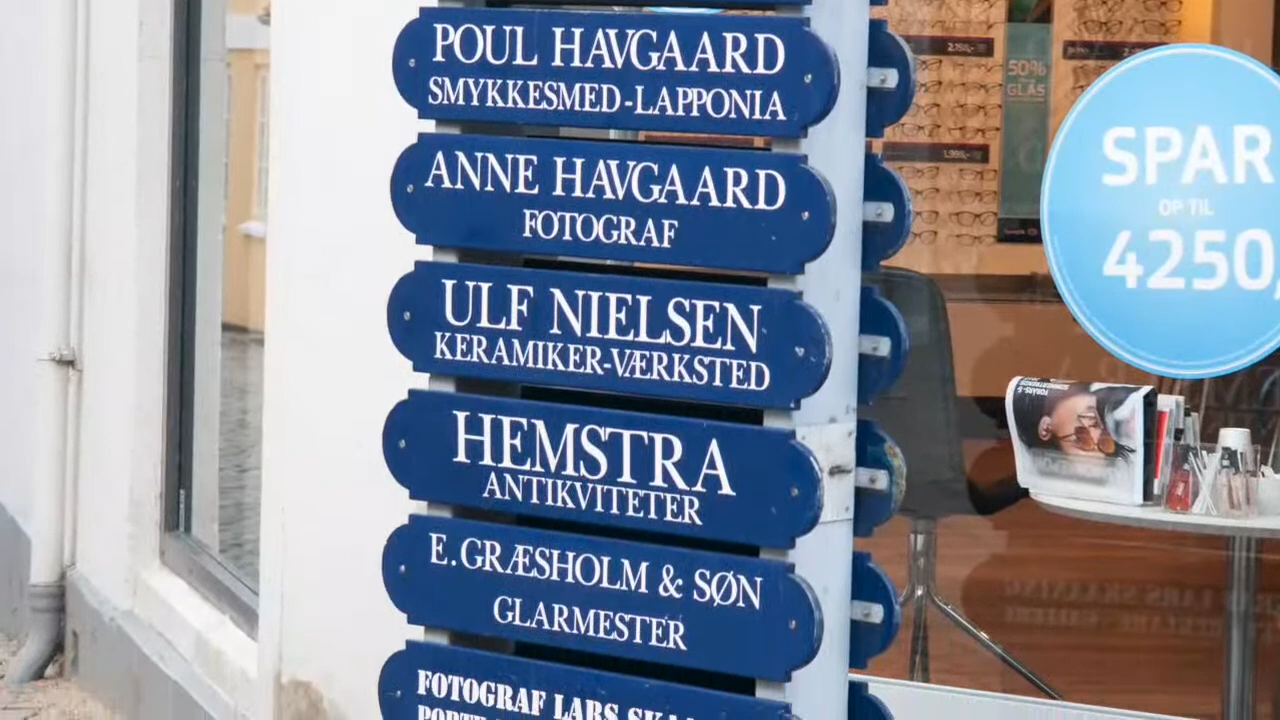 POUL HAVGAARD
SMYKKESMED-LAPPONIA
ANNE HAVGAARD
FOTOGRAF
ULF NIELSEN
KERAMIKER-VÆRKSTED
HEMSTRA
ANTIKVITETER
E.GRÆSHOLM & SØN
GLARMESTER
FOTOGRAF LARS
SPAR
OP TIL
4250,
50%
GLAS